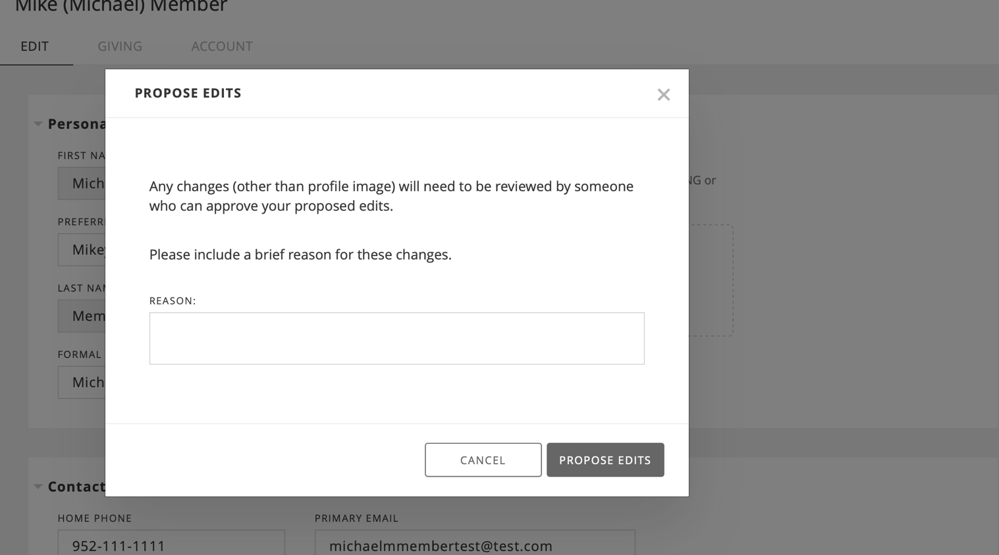 Mike (Michael) Member
EDIT
GIVING
ACCOUNT
PROPOSE EDITS
Persona
FIRST NA
Mich
NG or
Any changes (other than profile image) will need to be reviewed by someone
who can approve your proposed edits.
PREFERR
Mikey
Please include a brief reason for these changes.
LAST NAM
Mem
REASON:
FORMAL
Mich
CANCEL
PROPOSE EDITS
Contact
HOME PHONE
PRIMARY EMAIL
952-111-1111
michaelmmembertest@test.com